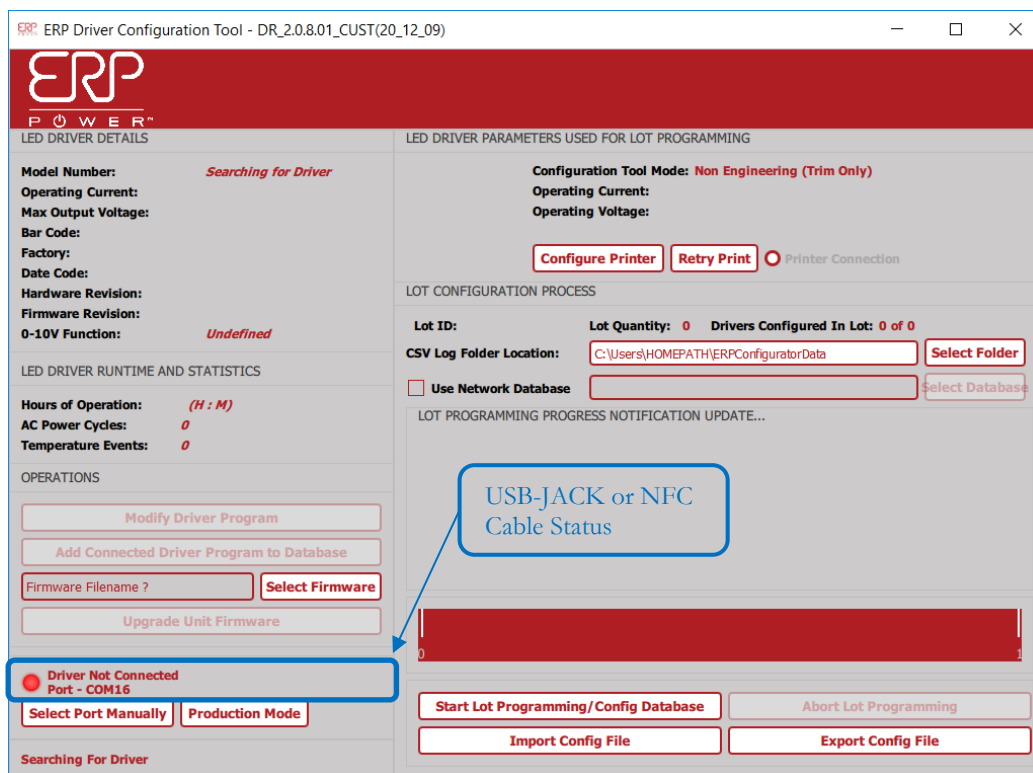 ERP Driver Configuration Tool - DR_2.0.8.01_CUST(20_12_09)
ERP
POWER™
LED DRIVER DETAILS
Model Number: Searching for Driver
Operating Current:
Max Output Voltage:
Bar Code:
Factory:
Date Code:
Hardware Revision:
Firmware Revision:
0-10V Function: Undefined
LED DRIVER RUNTIME AND STATISTICS
Hours of Operation: (H : M)
AC Power Cycles: 0
Temperature Events: 0
OPERATIONS
Modify Driver Program
Add Connected Driver Program to Database
Firmware Filename ? Select Firmware
Upgrade Unit Firmware
Driver Not Connected
Port - COM16
Select Port Manually Production Mode
Searching For Driver
LED DRIVER PARAMETERS USED FOR LOT PROGRAMMING
Configuration Tool Mode: Non Engineering (Trim Only)
Operating Current:
Operating Voltage:
Configure Printer Retry Print Printer Connection
LOT CONFIGURATION PROCESS
Lot ID: Lot Quantity: 0 Drivers Configured In Lot: 0 of 0
CSV Log Folder Location: C:\Users\HOMEPATH\ERPConfiguratorData Select Folder
Use Network Database Select Database
LOT PROGRAMMING PROGRESS NOTIFICATION UPDATE...
USB-JACK or NFC
Cable Status
0 1
Start Lot Programming/Config Database Abort Lot Programming
Import Config File Export Config File